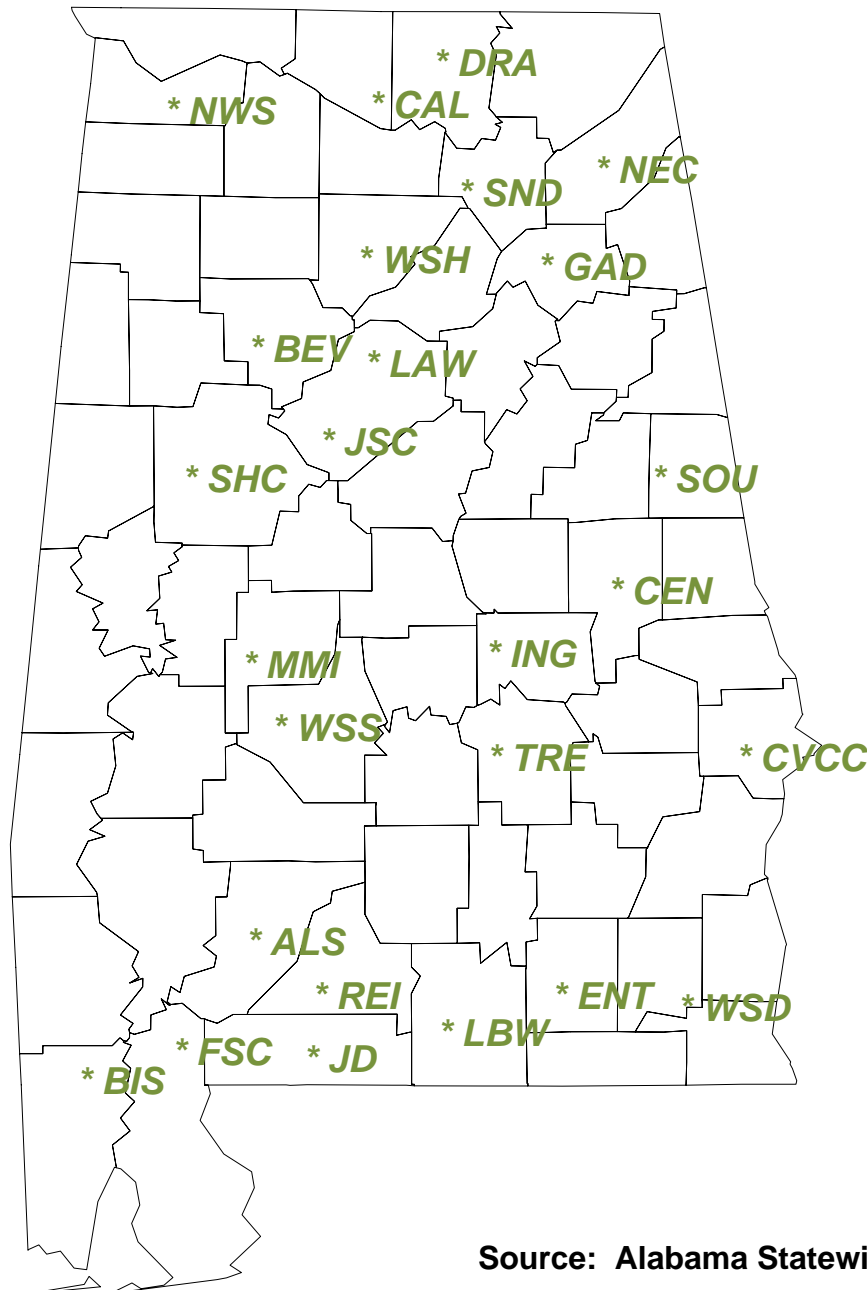 * DRA
* NWS
* CAL
* NEC
* SND
* WSH
* GAD
* BEV
* LAW
* JSC
* SHC
* SOU
* CEN
* MMI
* ING
* WSS
* TRE
* CVCC
* ALS
* REI
* ENT
* WSD
* LBW
* FSC
* JD
* BIS
Source: Alabama Statewi